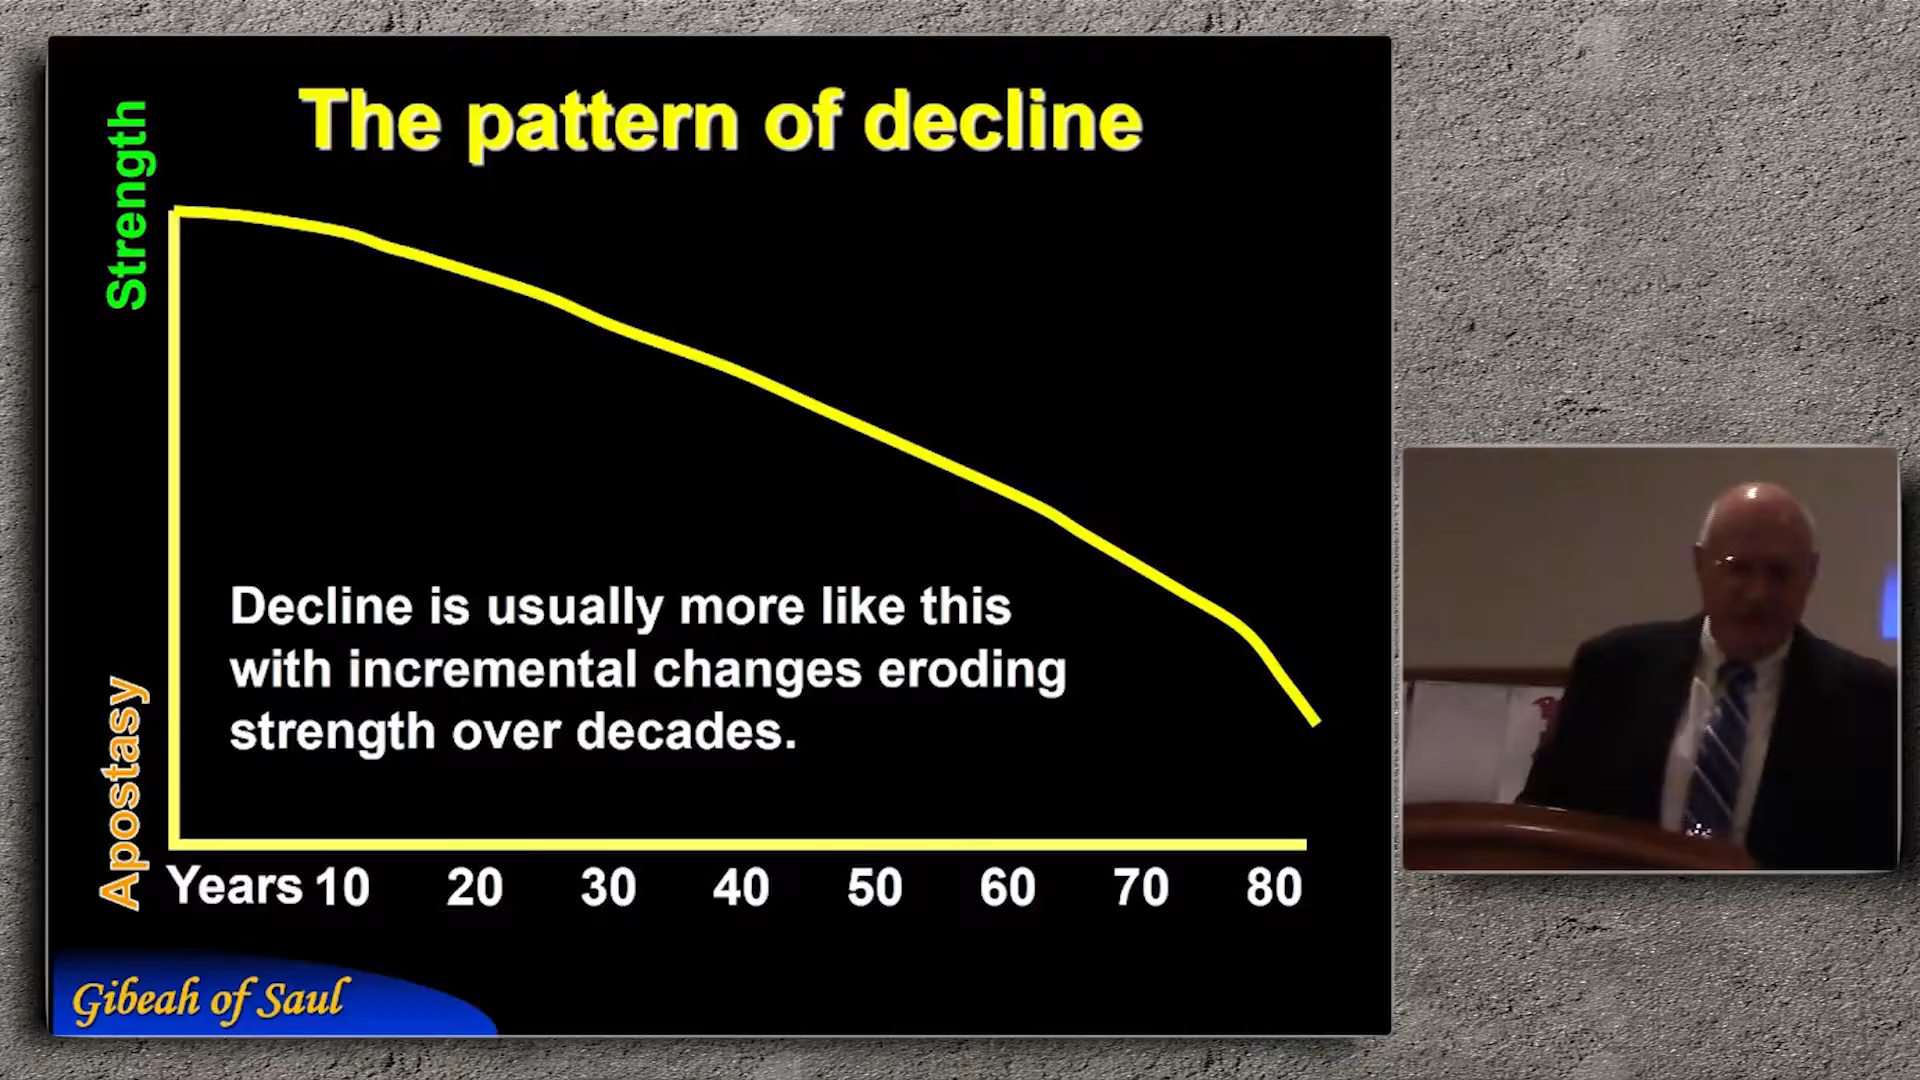 The pattern of decline
Strength
Decline is usually more like this
with incremental changes eroding
strength over decades.
Apostasy
Years 10 20 30 40 50 60 70 80
Gibeah of Saul